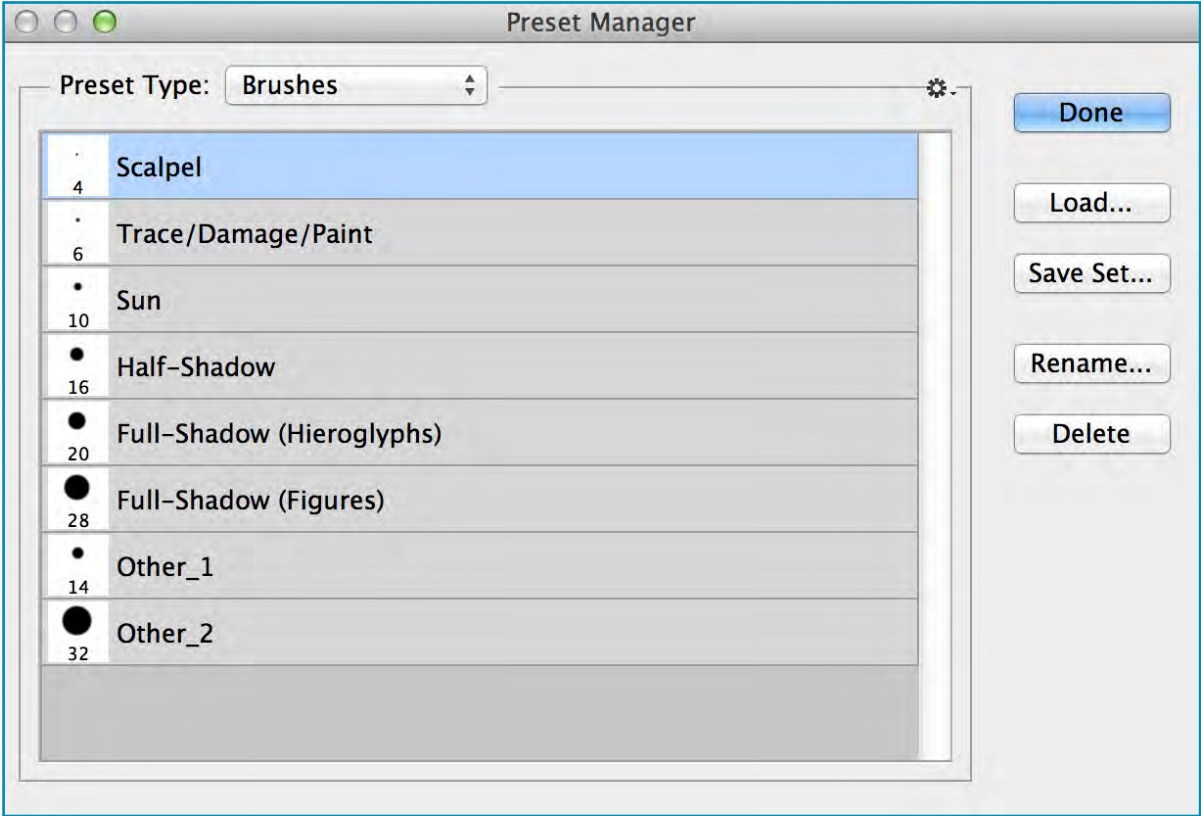 Preset Manager
Preset Type: Brushes
Done
Load...
Save Set...
Rename...
Delete
4 Scalpel
6 Trace/Damage/Paint
10 Sun
16 Half-Shadow
20 Full-Shadow (Hieroglyphs)
28 Full-Shadow (Figures)
14 Other_1
32 Other_2